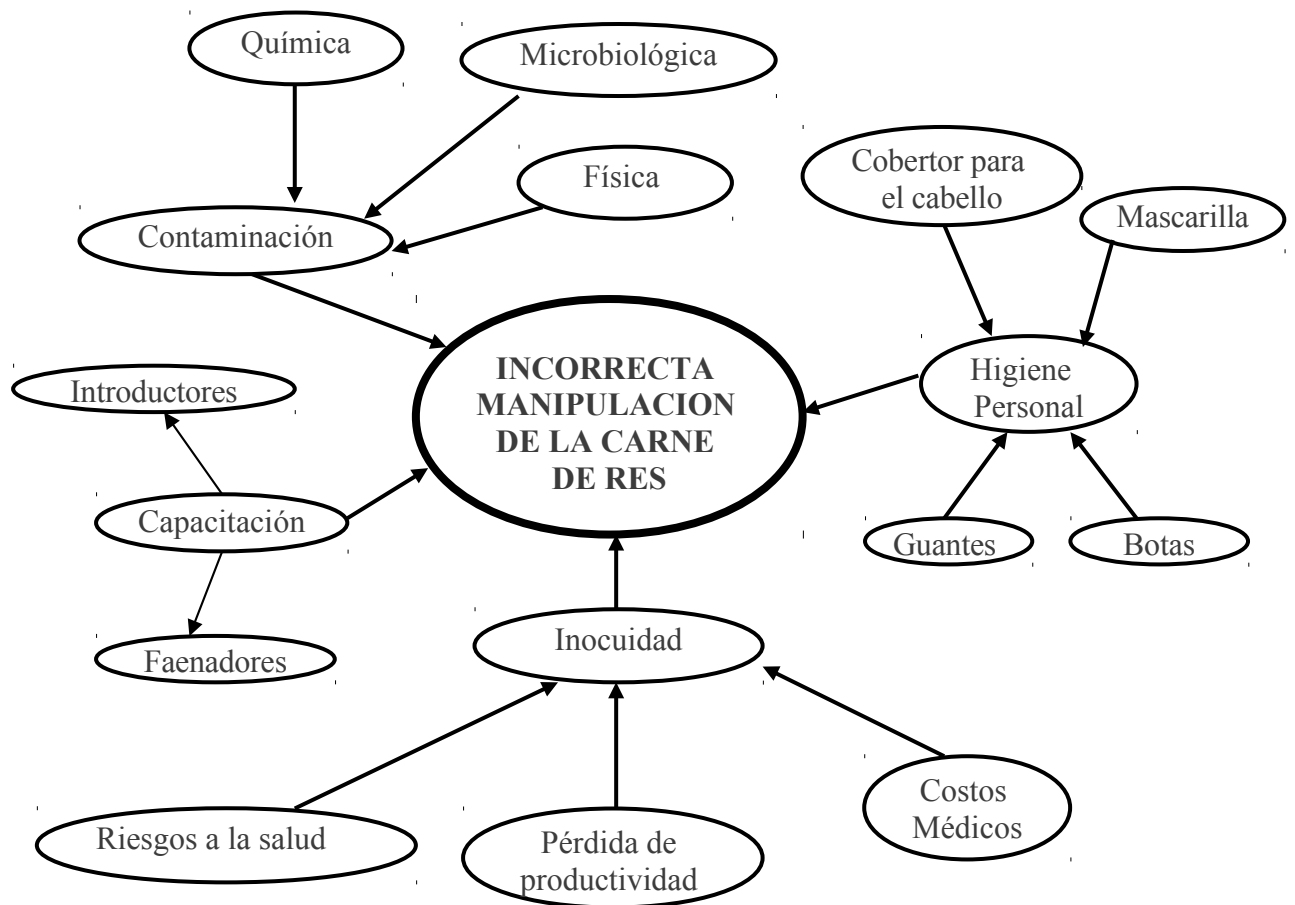 Química
Microbiológica
Física
Contaminación
Cobertor para
el cabello
Mascarilla
Higiene
Personal
Guantes
Botas
INCORRECTA
MANIPULACION
DE LA CARNE
DE RES
Introductores
Capacitación
Faenadores
Inocuidad
Riesgos a la salud
Pérdida de
productividad
Costos
Médicos